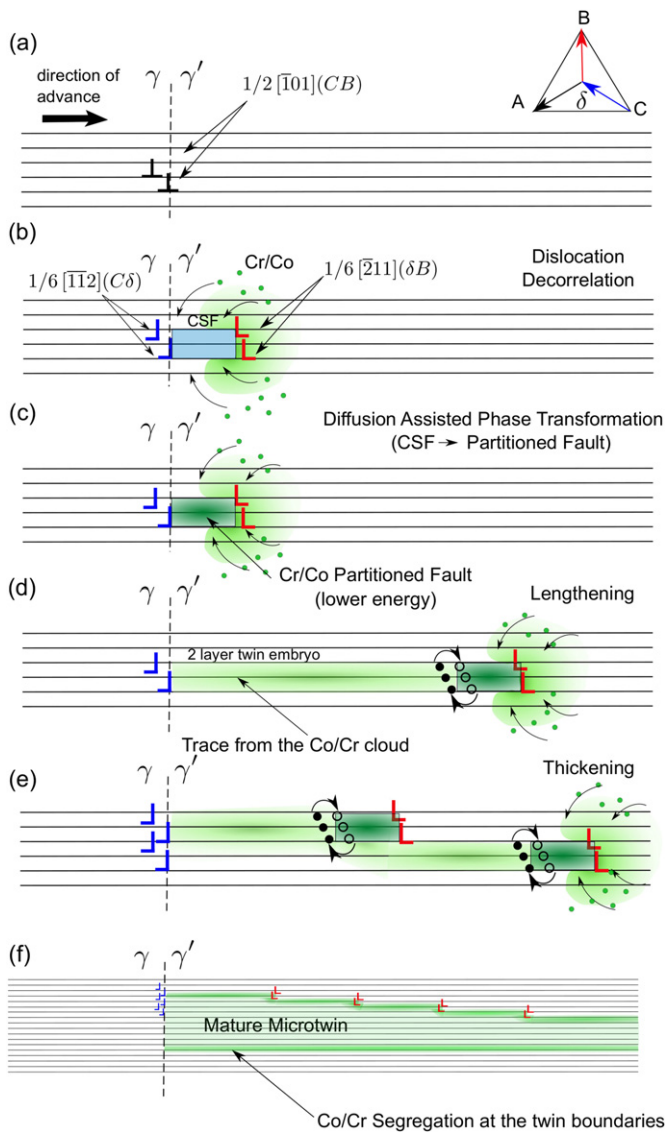 (a)
direction of
advance
γ γ′
1/2 [1̅01](CB)
B
A
δ
C
(b)
1/6 [1̅1̅2](Cδ)
γ γ′
Cr/Co
1/6 [2̅11](δB)
Dislocation
Decorrelation
CSF
(c)
γ γ′
Diffusion Assisted Phase Transformation
(CSF → Partitioned Fault)
Cr/Co Partitioned Fault
(lower energy)
(d)
γ γ′
Lengthening
2 layer twin embryo
Trace from the Co/Cr cloud
(e)
γ γ′
Thickening
(f)
γ γ′
Mature Microtwin
Co/Cr Segregation at the twin boundaries